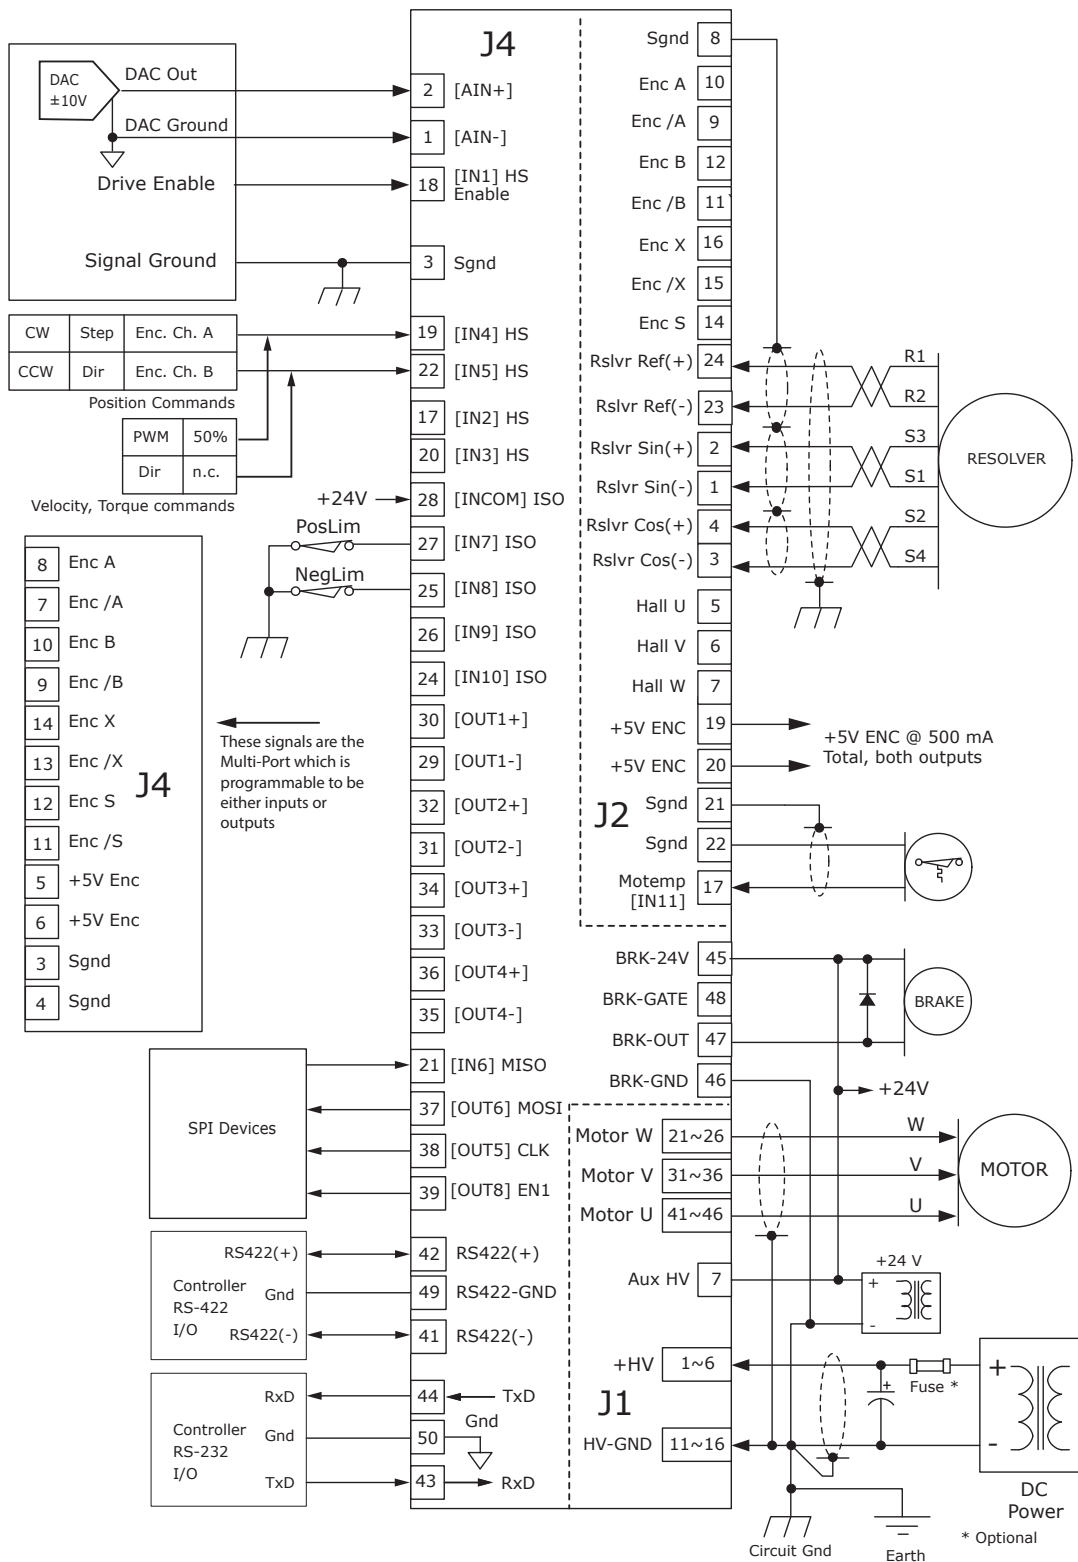 DAC
±10V
DAC Out
DAC Ground
Drive Enable
Signal Ground
CW Step Enc. Ch. A
CCW Dir Enc. Ch. B
Position Commands
PWM 50%
Dir n.c.
Velocity, Torque commands
+24V
PosLim
NegLim
8 Enc A
7 Enc /A
10 Enc B
9 Enc /B
14 Enc X
13 Enc /X
12 Enc S
11 Enc /S
5 +5V Enc
6 +5V Enc
3 Sgnd
4 Sgnd
J4
These signals are the
Multi-Port which is
programmable to be
either inputs or
outputs
SPI Devices
RS422(+)
Controller
RS-422
I/O
Gnd
RS422(-)
RxD
Controller
RS-232
I/O
Gnd
TxD
J4
2 [AIN+]
1 [AIN-]
18 [IN1] HS
Enable
3 Sgnd
19 [IN4] HS
22 [IN5] HS
17 [IN2] HS
20 [IN3] HS
28 [INCOM] ISO
27 [IN7] ISO
25 [IN8] ISO
26 [IN9] ISO
24 [IN10] ISO
30 [OUT1+]
29 [OUT1-]
32 [OUT2+]
31 [OUT2-]
34 [OUT3+]
33 [OUT3-]
36 [OUT4+]
35 [OUT4-]
21 [IN6] MISO
37 [OUT6] MOSI
38 [OUT5] CLK
39 [OUT8] EN1
42 RS422(+)
49 RS422-GND
41 RS422(-)
44 TxD
50 Gnd
43 RxD
Sgnd 8
Enc A 10
Enc /A 9
Enc B 12
Enc /B 11
Enc X 16
Enc /X 15
Enc S 14
Rslvr Ref(+) 24
Rslvr Ref(-) 23
Rslvr Sin(+) 2
Rslvr Sin(-) 1
Rslvr Cos(+) 4
Rslvr Cos(-) 3
Hall U 5
Hall V 6
Hall W 7
+5V ENC 19
+5V ENC 20
J2
Sgnd 21
Sgnd 22
Motemp
[IN11] 17
BRK-24V 45
BRK-GATE 48
BRK-OUT 47
BRK-GND 46
Motor W 21~26
Motor V 31~36
Motor U 41~46
Aux HV 7
+HV 1~6
J1
HV-GND 11~16
R1
R2
S3
S1
S2
S4
RESOLVER
+5V ENC @ 500 mA
Total, both outputs
BRAKE
+24V
W
V
U
MOTOR
+24 V
+
-
+
Fuse *
+
-
DC
Power
* Optional
Circuit Gnd
Earth